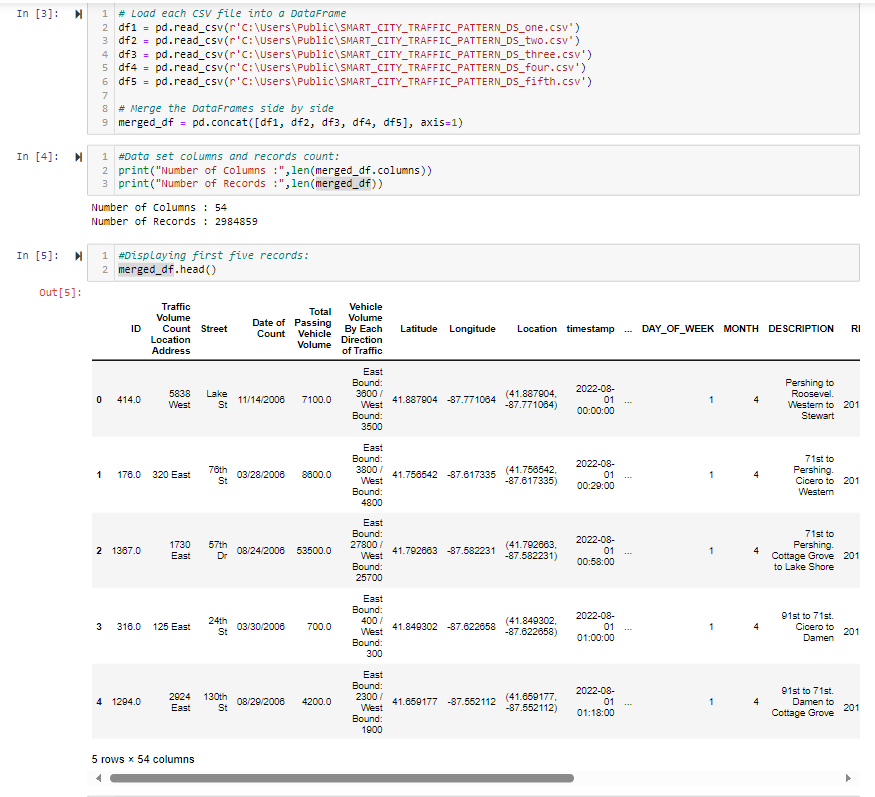 In [3]:
1 # Load each CSV file into a DataFrame
2 df1 = pd.read_csv(r'C:\Users\Public\SMART_CITY_TRAFFIC_PATTERN_DS_one.csv')
3 df2 = pd.read_csv(r'C:\Users\Public\SMART_CITY_TRAFFIC_PATTERN_DS_two.csv')
4 df3 = pd.read_csv(r'C:\Users\Public\SMART_CITY_TRAFFIC_PATTERN_DS_three.csv')
5 df4 = pd.read_csv(r'C:\Users\Public\SMART_CITY_TRAFFIC_PATTERN_DS_four.csv')
6 df5 = pd.read_csv(r'C:\Users\Public\SMART_CITY_TRAFFIC_PATTERN_DS_fifth.csv')
7
8 # Merge the DataFrames side by side
9 merged_df = pd.concat([df1, df2, df3, df4, df5], axis=1)
In [4]:
1 #Data set columns and records count:
2 print("Number of Columns :",len(merged_df.columns))
3 print("Number of Records :",len(merged_df))
Number of Columns : 54
Number of Records : 2984859
In [5]:
1 #Displaying first five records:
2 merged_df.head()
Out[5]:
ID
Traffic
Volume
Count
Location
Address
Street
Date of
Count
Total
Passing
Vehicle
Volume
Vehicle
Volume
By Each
Direction
of Traffic
Latitude
Longitude
Location
timestamp
...
DAY_OF_WEEK
MONTH
DESCRIPTION
RI
0
414.0
5838
West
Lake
St
11/14/2006
7100.0
East
Bound:
3600 /
West
Bound:
3500
41.887904
-87.771064
(41.887904,
-87.771064)
2022-08-
01
00:00:00
...
1
4
Pershing to
Roosevel.
Western to
Stewart
201
1
176.0
320 East
76th
St
03/28/2006
8600.0
East
Bound:
3800 /
West
Bound:
4800
41.756542
-87.617335
(41.756542,
-87.617335)
2022-08-
01
00:29:00
...
1
4
71st to
Pershing.
Cicero to
Western
201
2
1367.0
1730
East
57th
Dr
08/24/2006
53500.0
East
Bound:
27800 /
West
Bound:
25700
41.792663
-87.582231
(41.792663,
-87.582231)
2022-08-
01
00:58:00
...
1
4
71st to
Pershing.
Cottage Grove
to Lake Shore
201
3
316.0
125 East
24th
St
03/30/2006
700.0
East
Bound:
400 /
West
Bound:
300
41.849302
-87.622658
(41.849302,
-87.622658)
2022-08-
01
01:00:00
...
1
4
91st to 71st.
Cicero to
Damen
201
4
1294.0
2924
East
130th
St
08/29/2006
4200.0
East
Bound:
2300 /
West
Bound:
1900
41.659177
-87.552112
(41.659177,
-87.552112)
2022-08-
01
01:18:00
...
1
4
91st to 71st.
Damen to
Cottage Grove
201
5 rows × 54 columns